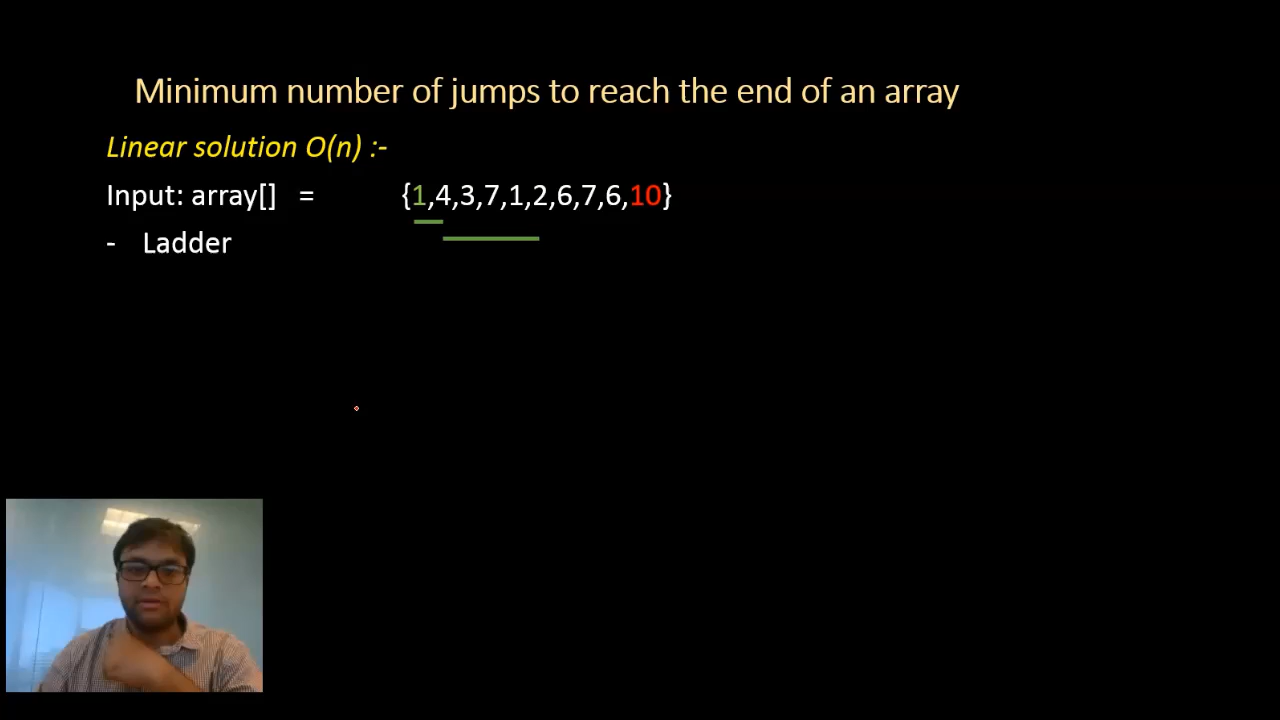 Minimum number of jumps to reach the end of an array
Linear solution O(n) :-
Input: array[] = {1,4,3,7,1,2,6,7,6,10}
- Ladder